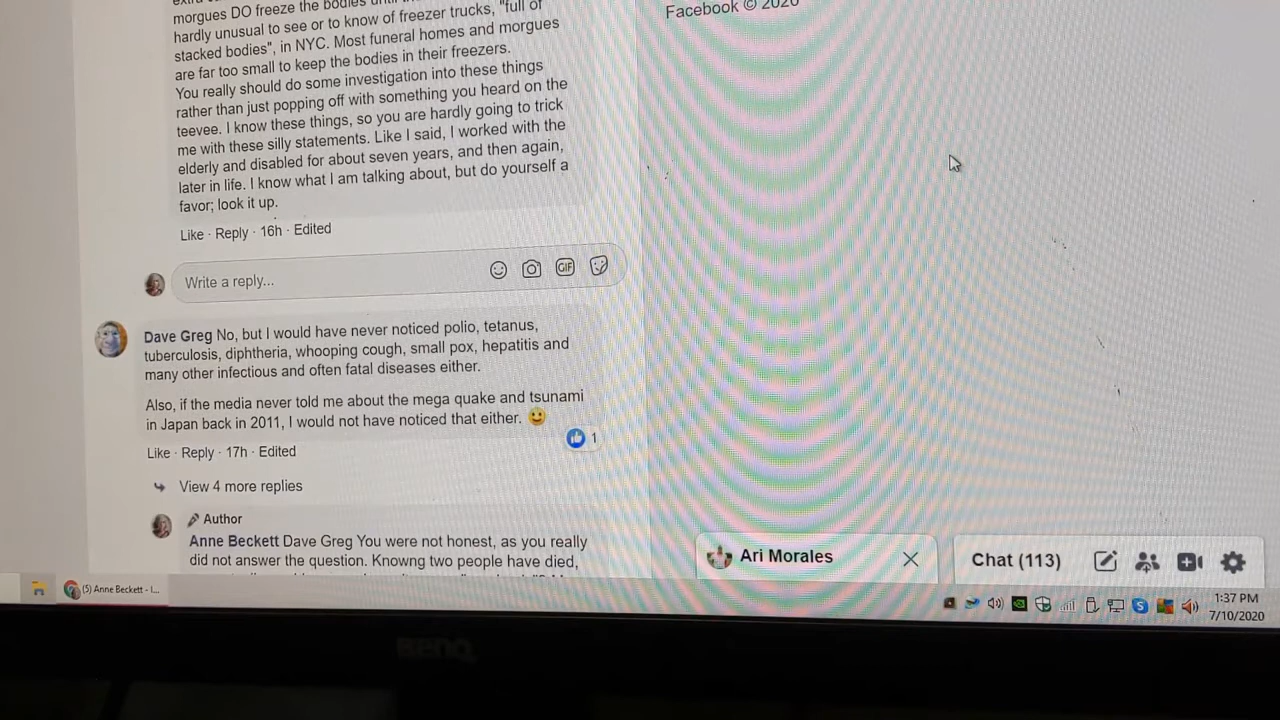 morgues DO freeze the bodies until
hardly unusual to see or to know of freezer trucks, "full of
stacked bodies", in NYC. Most funeral homes and morgues
are far too small to keep the bodies in their freezers.
You really should do some investigation into these things
rather than just popping off with something you heard on the
teevee. I know these things, so you are hardly going to trick
me with these silly statements. Like I said, I worked with the
elderly and disabled for about seven years, and then again,
later in life. I know what I am talking about, but do yourself a
favor; look it up.
Like · Reply · 16h · Edited
Write a reply...
GIF
Dave Greg No, but I would have never noticed polio, tetanus,
tuberculosis, diphtheria, whooping cough, small pox, hepatitis and
many other infectious and often fatal diseases either.
Also, if the media never told me about the mega quake and tsunami
in Japan back in 2011, I would not have noticed that either. 🙂
1
Like · Reply · 17h · Edited
View 4 more replies
Author
Anne Beckett Dave Greg You were not honest, as you really
did not answer the question. Knowng two people have died,
Facebook © 2020
Ari Morales
Chat (113)
(5) Anne Beckett - I...
1:37 PM
7/10/2020
BenQ